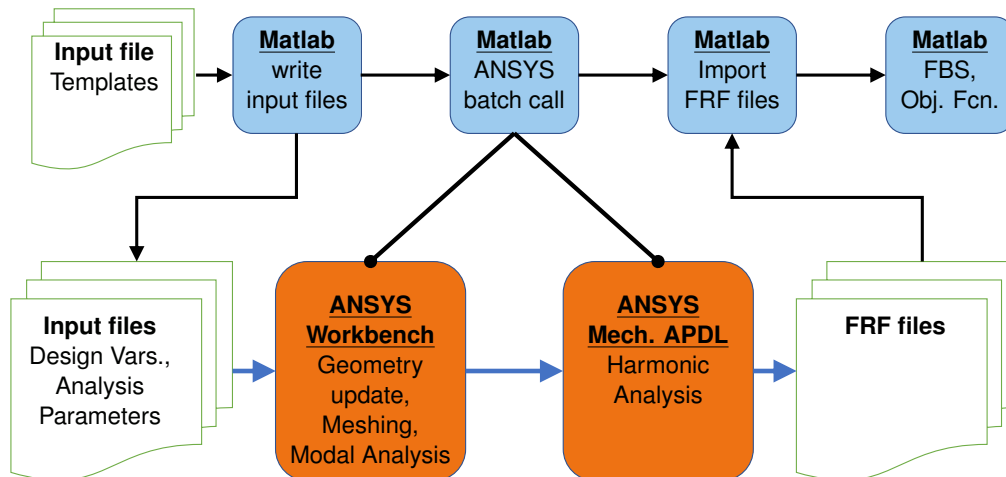 Input file
Templates
Matlab
write
input files
Matlab
ANSYS
batch call
Matlab
Import
FRF files
Matlab
FBS,
Obj. Fcn.
Input files
Design Vars.,
Analysis
Parameters
ANSYS
Workbench
Geometry
update,
Meshing,
Modal Analysis
ANSYS
Mech. APDL
Harmonic
Analysis
FRF files